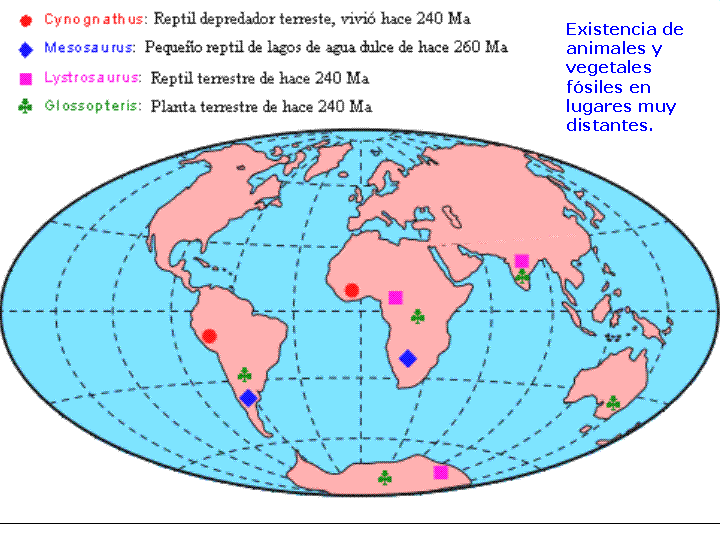 Cynognathus: Reptil depredador terreste, vivió hace 240 Ma
Mesosaurus: Pequeño reptil de lagos de agua dulce de hace 260 Ma
Lystrosaurus: Reptil terrestre de hace 240 Ma
Glossopteris: Planta terrestre de hace 240 Ma
Existencia de
animales y
vegetales
fósiles en
lugares muy
distantes.